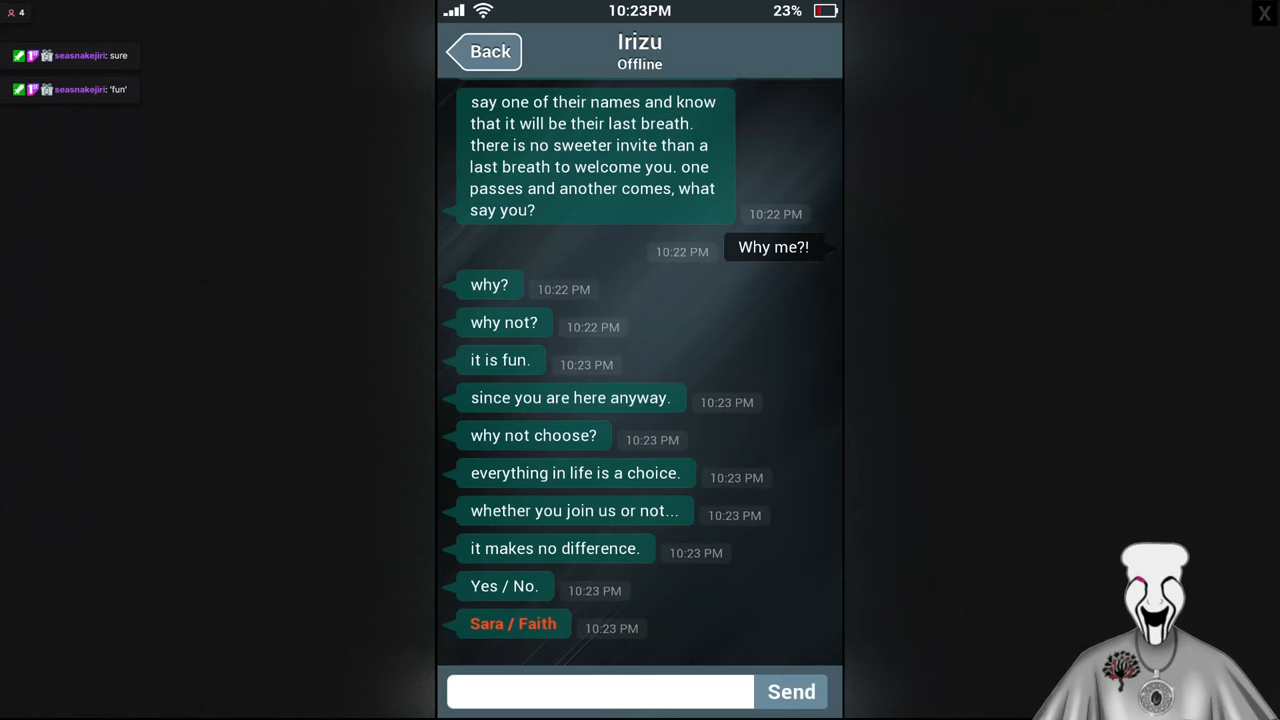 4
seasnakejiri: sure
seasnakejiri: 'fun'
10:23PM
23%
X
Back
Irizu
Offline
say one of their names and know
that it will be their last breath.
there is no sweeter invite than a
last breath to welcome you. one
passes and another comes, what
say you?
10:22 PM
10:22 PM
Why me?!
why?
10:22 PM
why not?
10:22 PM
it is fun.
10:23 PM
since you are here anyway.
10:23 PM
why not choose?
10:23 PM
everything in life is a choice.
10:23 PM
whether you join us or not...
10:23 PM
it makes no difference.
10:23 PM
Yes / No.
10:23 PM
Sara / Faith
10:23 PM
Send